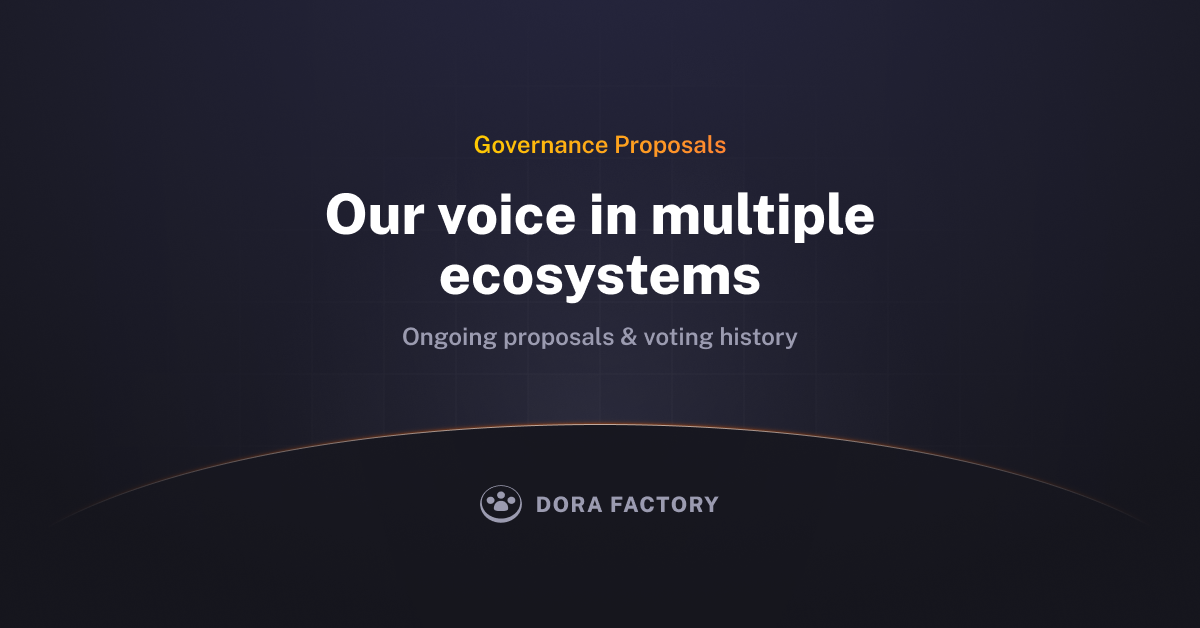 Governance Proposals
Our voice in multiple
ecosystems
Ongoing proposals & voting history
DORA FACTORY